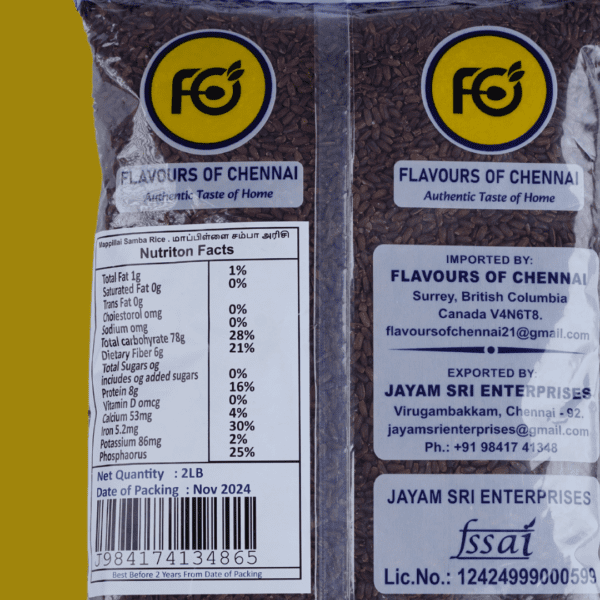 FC
FLAVOURS OF CHENNAI
Authentic Taste of Home
Mappillai Samba Rice . மாப்பிள்ளை சம்பா அரிசி
Nutriton Facts
Total Fat 1g 1%
Saturated Fat 0g 0%
Trans Fat 0g
Cholesterol omg 0%
Sodium omg 0%
Total carbohyrate 78g 28%
Dietary Fiber 6g 21%
Total Sugars og
includes og added sugars 0%
Protein 8g 16%
Vitamin D omcg 0%
Calcium 53mg 4%
Iron 5.2mg 30%
Potassium 86mg 2%
Phosphaorus 25%
Net Quantity : 2LB
Date of Packing : Nov 2024
J984174134865
Best Before 2 Years From Date of Packing
FC
FLAVOURS OF CHENNAI
Authentic Taste of Home
IMPORTED BY:
FLAVOURS OF CHENNAI
Surrey, British Columbia
Canada V4N6T8.
flavoursofchennai21@gmail.com
EXPORTED BY:
JAYAM SRI ENTERPRISES
Virugambakkam, Chennai - 92.
jayamsrienterprises@gmail.com
Ph.: +91 98417 41348
JAYAM SRI ENTERPRISES
fssai
Lic.No.: 12424999000599